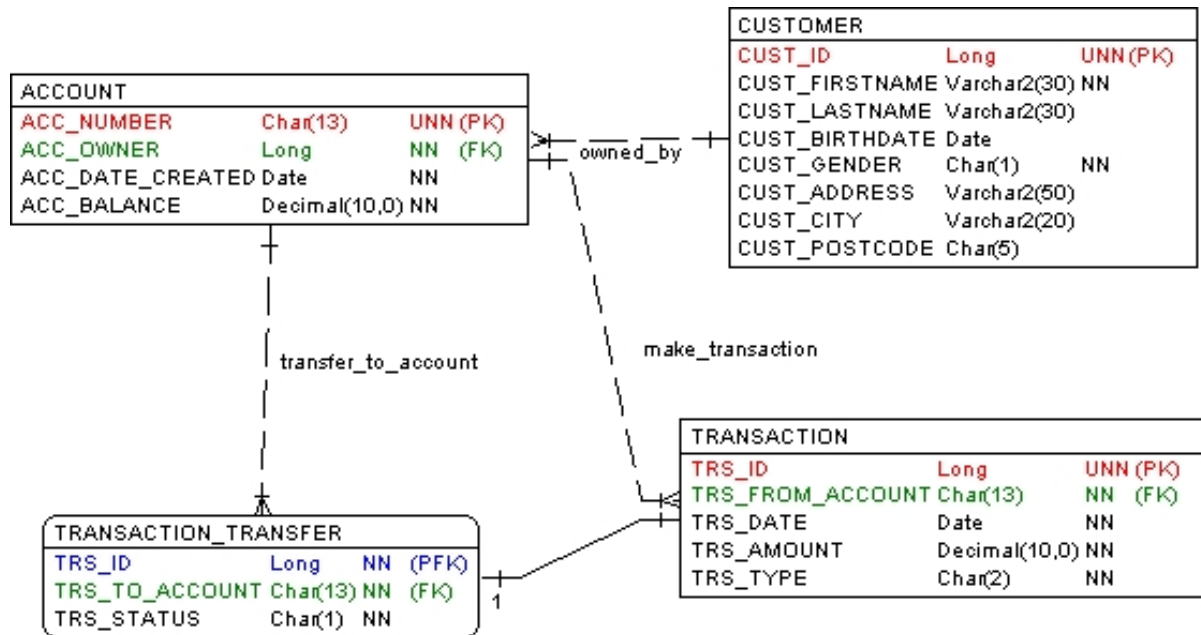 CUSTOMER
CUST_ID Long UNN (PK)
CUST_FIRSTNAME Varchar2(30) NN
CUST_LASTNAME Varchar2(30)
CUST_BIRTHDATE Date
CUST_GENDER Char(1) NN
CUST_ADDRESS Varchar2(50)
CUST_CITY Varchar2(20)
CUST_POSTCODE Char(5)
ACCOUNT
ACC_NUMBER Char(13) UNN (PK)
ACC_OWNER Long NN (FK)
ACC_DATE_CREATED Date NN
ACC_BALANCE Decimal(10,0) NN
owned_by
transfer_to_account
make_transaction
TRANSACTION
TRS_ID Long UNN (PK)
TRS_FROM_ACCOUNT Char(13) NN (FK)
TRS_DATE Date NN
TRS_AMOUNT Decimal(10,0) NN
TRS_TYPE Char(2) NN
TRANSACTION_TRANSFER
TRS_ID Long NN (PFK)
TRS_TO_ACCOUNT Char(13) NN (FK)
TRS_STATUS Char(1) NN
1